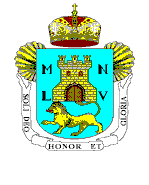 M N
L V
SOLI DEO
HONOR ET
GLORIA